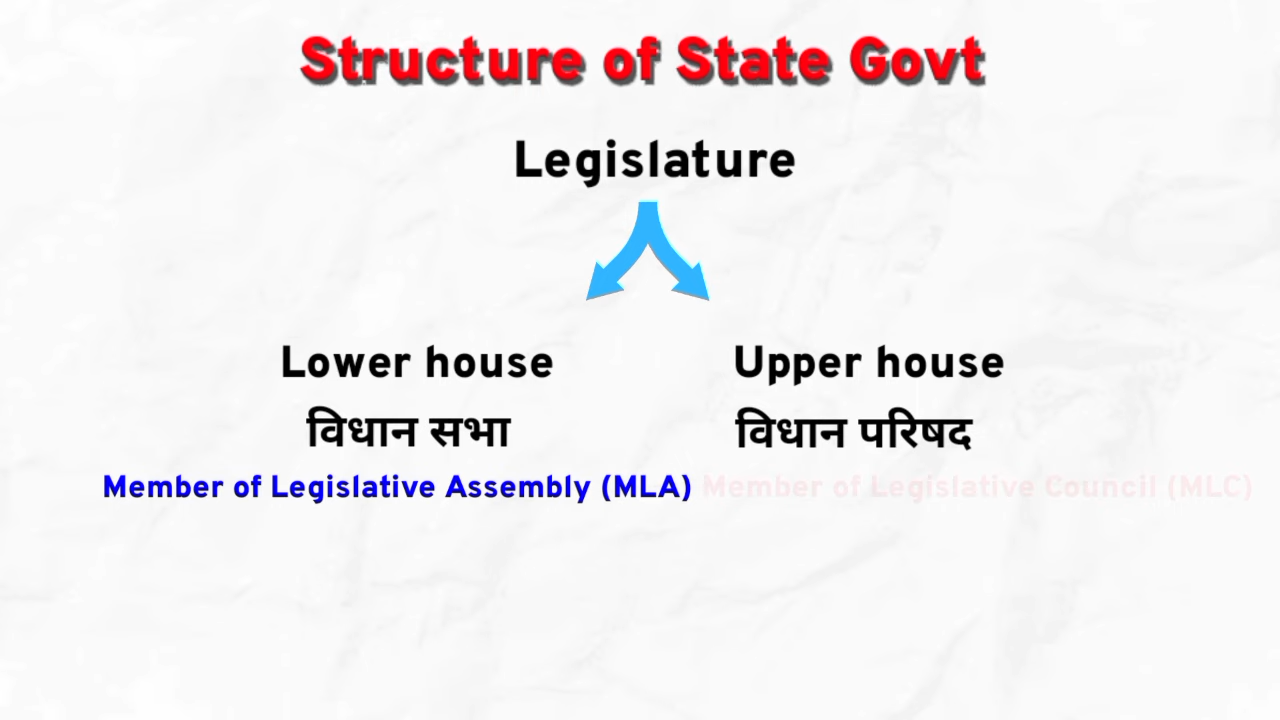 Structure of State Govt
Legislature
Lower house
Upper house
विधान सभा
विधान परिषद
Member of Legislative Assembly (MLA)
Member of Legislative Council (MLC)